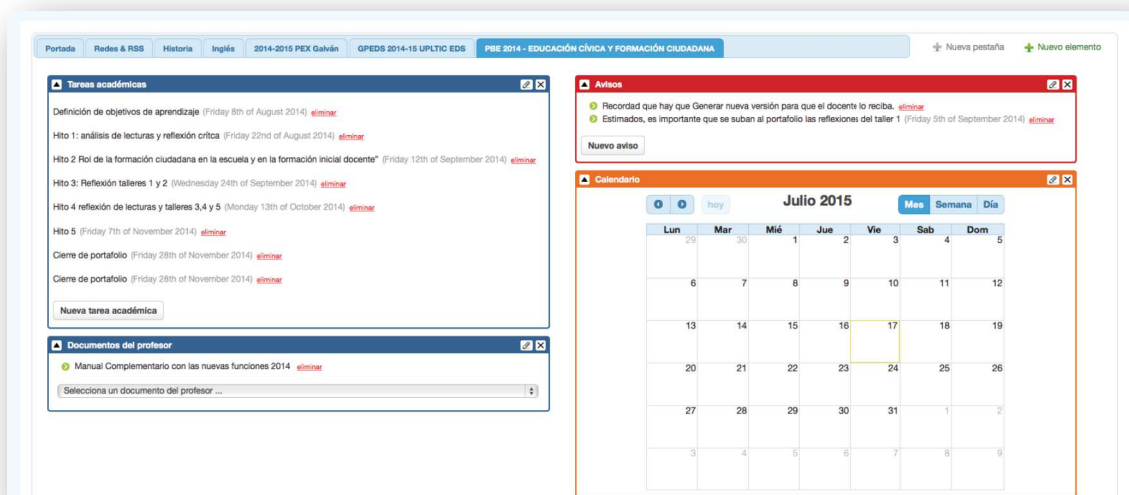 Portada Redes & RSS Historia Inglés 2014-2015 PEX Galván GPEDS 2014-15 UPLTIC EDS PBE 2014 - EDUCACIÓN CÍVICA Y FORMACIÓN CIUDADANA Nueva pestaña Nuevo elemento
Tareas académicas
Definición de objetivos de aprendizaje (Friday 8th of August 2014) eliminar
Hito 1: análisis de lecturas y reflexión crítca (Friday 22nd of August 2014) eliminar
Hito 2 Rol de la formación ciudadana en la escuela y en la formación inicial docente" (Friday 12th of September 2014) eliminar
Hito 3: Reflexión talleres 1 y 2 (Wednesday 24th of September 2014) eliminar
Hito 4 reflexión de lecturas y talleres 3,4 y 5 (Monday 13th of October 2014) eliminar
Hito 5 (Friday 7th of November 2014) eliminar
Cierre de portafolio (Friday 28th of November 2014) eliminar
Cierre de portafolio (Friday 28th of November 2014) eliminar
Nueva tarea académica
Documentos del profesor
Manual Complementario con las nuevas funciones 2014 eliminar
Selecciona un documento del profesor ...
Avisos
Recordad que hay que Generar nueva versión para que el docente lo reciba. eliminar
Estimados, es importante que se suban al portafolio las reflexiones del taller 1 (Friday 5th of September 2014) eliminar
Nuevo aviso
Calendario
hoy Julio 2015 Mes Semana Día
Lun Mar Mié Jue Vie Sab Dom
29 30 1 2 3 4 5
6 7 8 9 10 11 12
13 14 15 16 17 18 19
20 21 22 23 24 25 26
27 28 29 30 31 1 2
3 4 5 6 7 8 9